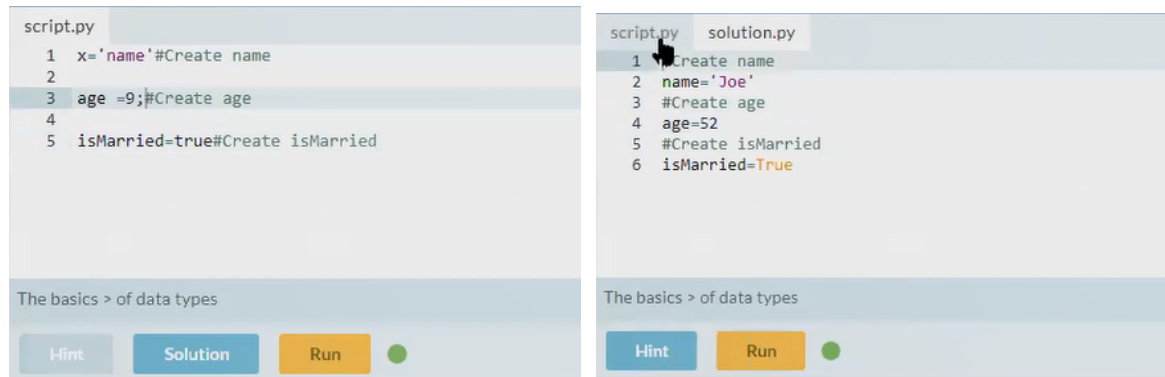 script.py
1 x='name'#Create name
2
3 age =9;#Create age
4
5 isMarried=true#Create isMarried
The basics > of data types
Hint Solution Run
script.py solution.py
1 #Create name
2 name='Joe'
3 #Create age
4 age=52
5 #Create isMarried
6 isMarried=True
The basics > of data types
Hint Run